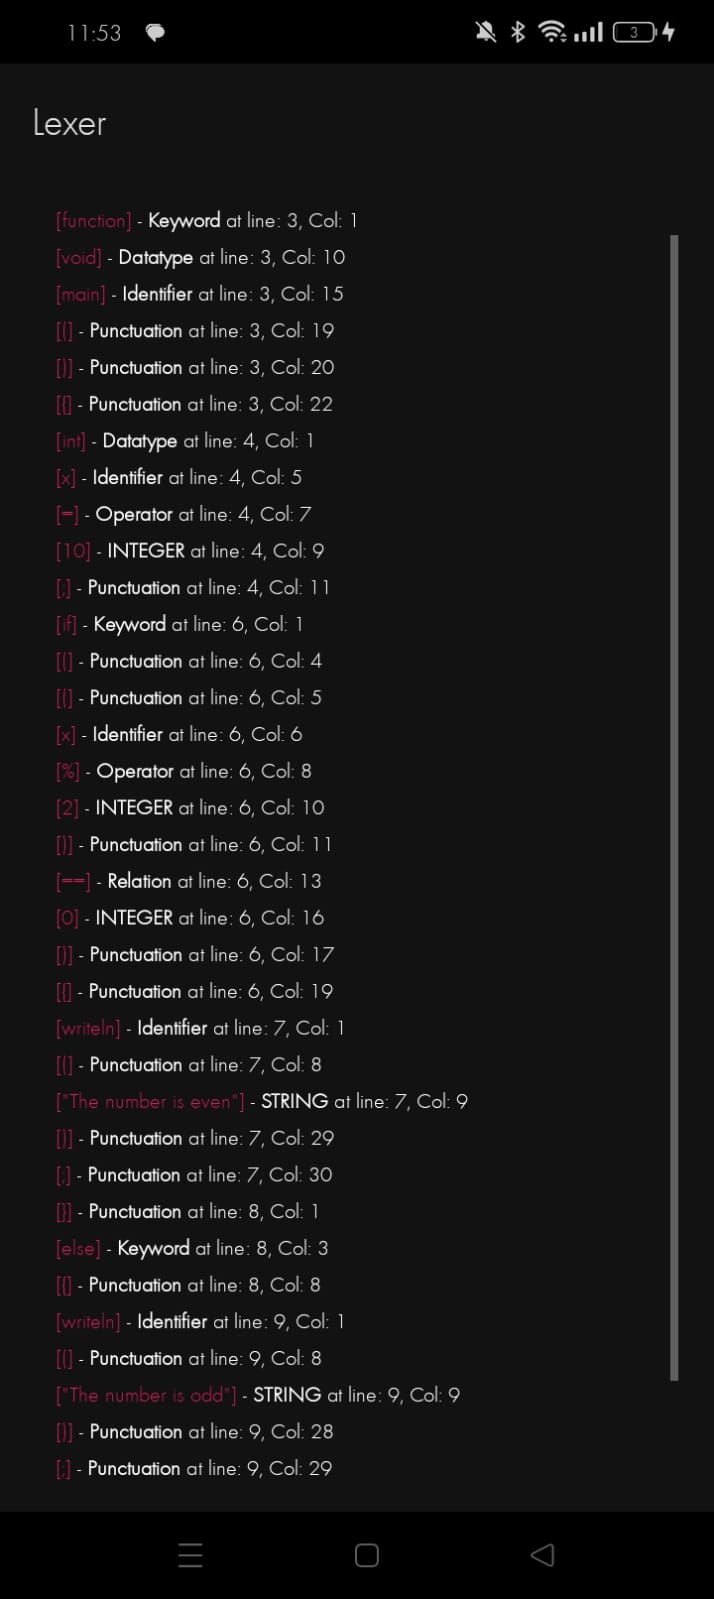 11:53
3
Lexer
[function] - Keyword at line: 3, Col: 1
[void] - Datatype at line: 3, Col: 10
[main] - Identifier at line: 3, Col: 15
[(] - Punctuation at line: 3, Col: 19
[)] - Punctuation at line: 3, Col: 20
[{] - Punctuation at line: 3, Col: 22
[int] - Datatype at line: 4, Col: 1
[x] - Identifier at line: 4, Col: 5
[=] - Operator at line: 4, Col: 7
[10] - INTEGER at line: 4, Col: 9
[;] - Punctuation at line: 4, Col: 11
[if] - Keyword at line: 6, Col: 1
[(] - Punctuation at line: 6, Col: 4
[(] - Punctuation at line: 6, Col: 5
[x] - Identifier at line: 6, Col: 6
[%] - Operator at line: 6, Col: 8
[2] - INTEGER at line: 6, Col: 10
[)] - Punctuation at line: 6, Col: 11
[==] - Relation at line: 6, Col: 13
[0] - INTEGER at line: 6, Col: 16
[)] - Punctuation at line: 6, Col: 17
[{] - Punctuation at line: 6, Col: 19
[writeln] - Identifier at line: 7, Col: 1
[(] - Punctuation at line: 7, Col: 8
["The number is even"] - STRING at line: 7, Col: 9
[)] - Punctuation at line: 7, Col: 29
[;] - Punctuation at line: 7, Col: 30
[}] - Punctuation at line: 8, Col: 1
[else] - Keyword at line: 8, Col: 3
[{] - Punctuation at line: 8, Col: 8
[writeln] - Identifier at line: 9, Col: 1
[(] - Punctuation at line: 9, Col: 8
["The number is odd"] - STRING at line: 9, Col: 9
[)] - Punctuation at line: 9, Col: 28
[;] - Punctuation at line: 9, Col: 29